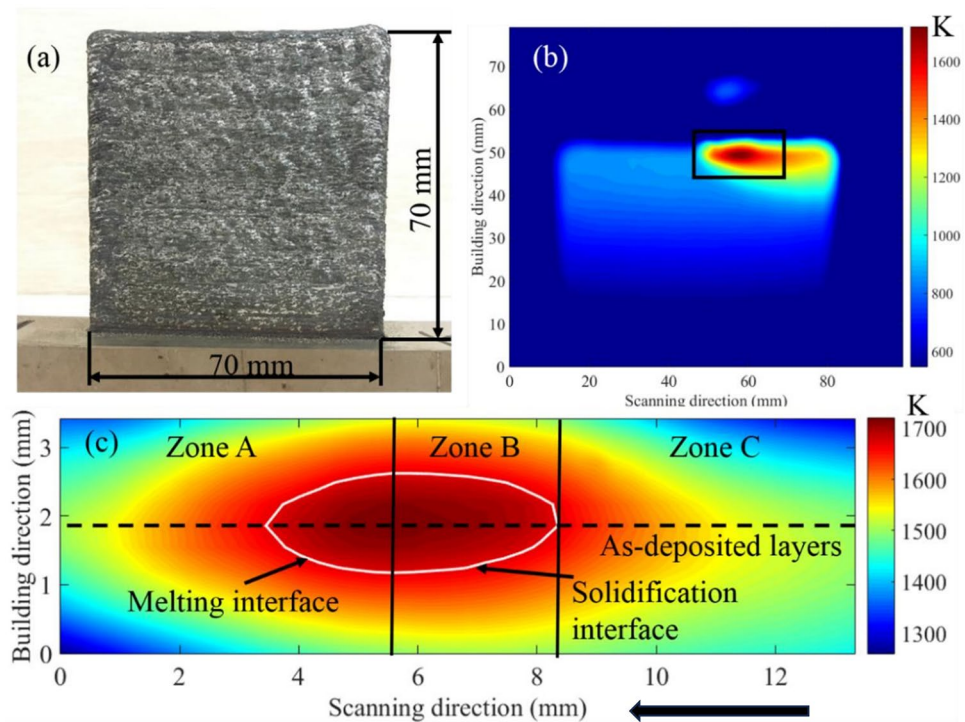 (a)
70 mm
70 mm
(b)
K
Building direction (mm)
70
60
50
40
30
20
10
0
0
20
40
60
80
Scanning direction (mm)
1600
1400
1200
1000
800
600
(c)
Zone A
Zone B
Zone C
K
Building direction (mm)
3
2
1
0
As-deposited layers
Melting interface
Solidification
interface
0
2
4
6
8
10
12
Scanning direction (mm)
1700
1600
1500
1400
1300